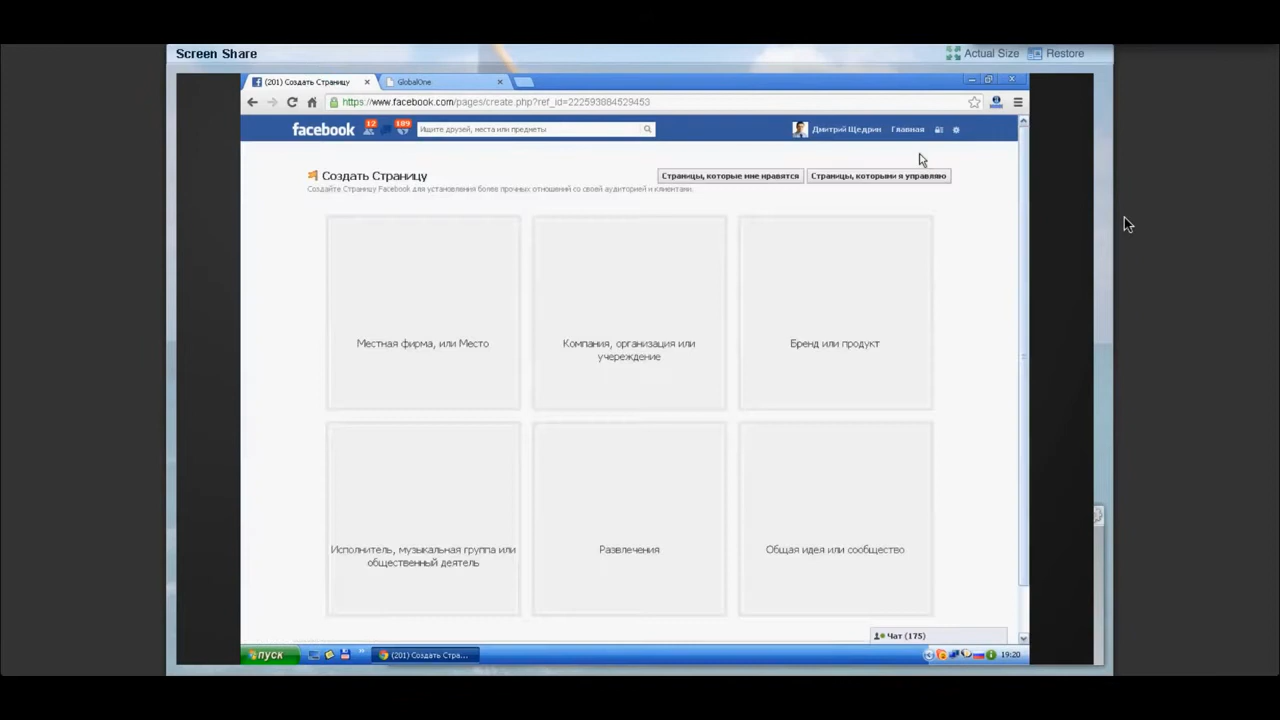 Screen Share
Actual Size
Restore
(201) Создать Страницу
GlobalOne
https://www.facebook.com/pages/create.php?ref_id=222593884529453
facebook
12
109
Ищите друзей, места или предметы
Дмитрий Щедрин
Главная
Создать Страницу
Страницы, которые мне нравятся
Страницы, которыми я управляю
Создайте Страницу Facebook для установления более прочных отношений со своей аудиторией и клиентами.
Местная фирма, или Место
Компания, организация или
учереждение
Бренд или продукт
Исполнитель, музыкальная группа или
общественный деятель
Развлечения
Общая идея или сообщество
Чат (175)
пуск
(201) Создать Стра...
19:20